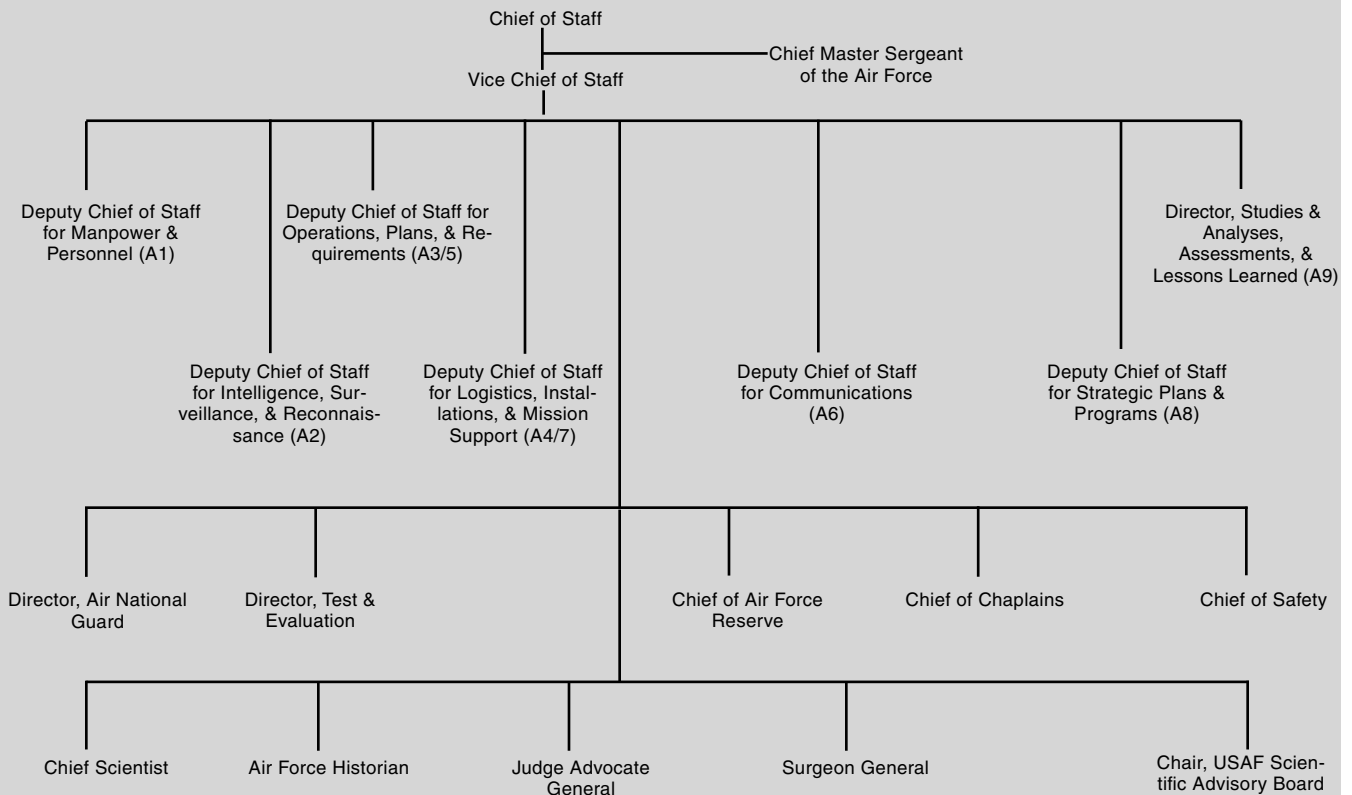 Chief of Staff
Chief Master Sergeant
of the Air Force
Vice Chief of Staff
Deputy Chief of Staff
for Manpower &
Personnel (A1)
Deputy Chief of Staff for
Operations, Plans, & Re-
quirements (A3/5)
Director, Studies &
Analyses,
Assessments, &
Lessons Learned (A9)
Deputy Chief of Staff
for Intelligence, Sur-
veillance, & Reconnais-
sance (A2)
Deputy Chief of Staff
for Logistics, Instal-
lations, & Mission
Support (A4/7)
Deputy Chief of Staff
for Communications
(A6)
Deputy Chief of Staff
for Strategic Plans &
Programs (A8)
Director, Air National
Guard
Director, Test &
Evaluation
Chief of Air Force
Reserve
Chief of Chaplains
Chief of Safety
Chief Scientist
Air Force Historian
Judge Advocate
General
Surgeon General
Chair, USAF Scien-
tific Advisory Board